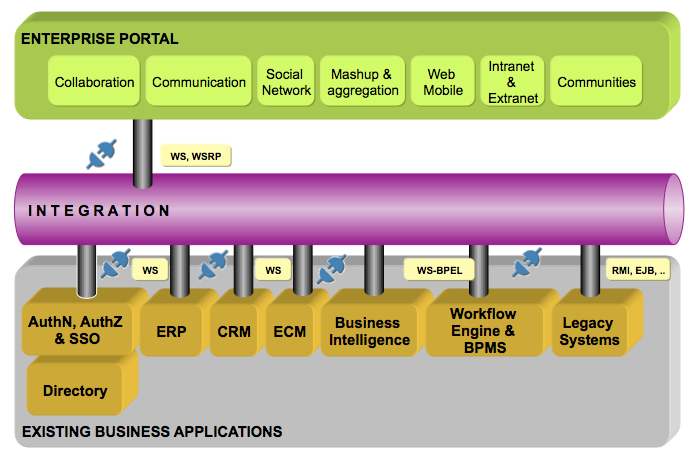 ENTERPRISE PORTAL
Collaboration
Communication
Social
Network
Mashup &
aggregation
Web
Mobile
Intranet
&
Extranet
Communities
WS, WSRP
INTEGRATION
WS
WS
WS-BPEL
RMI, EJB, ..
AuthN, AuthZ
& SSO
ERP
CRM
ECM
Business
Intelligence
Workflow
Engine &
BPMS
Legacy
Systems
Directory
EXISTING BUSINESS APPLICATIONS